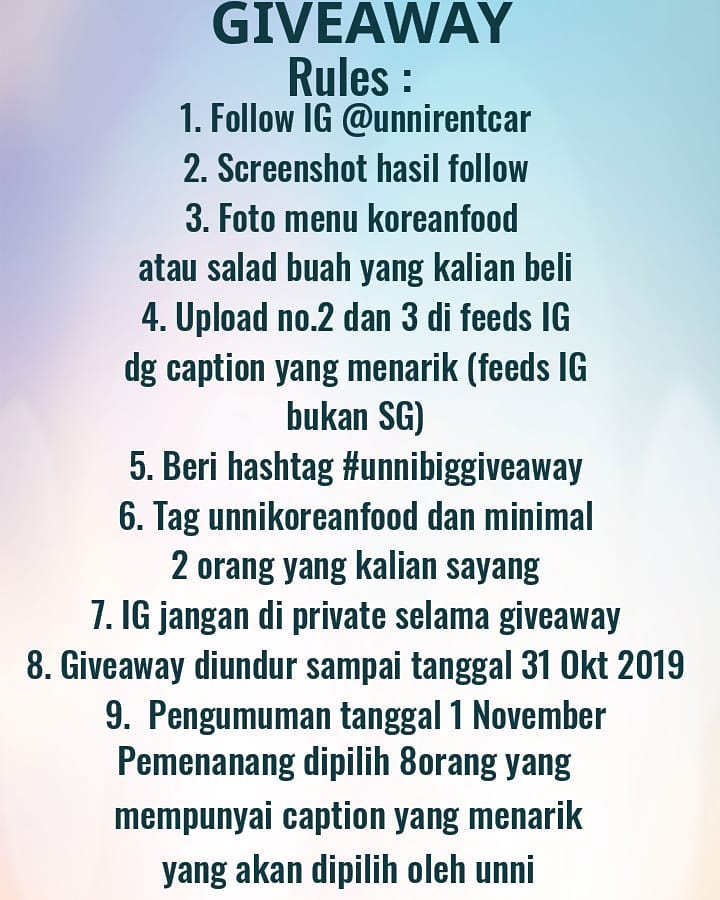 GIVEAWAY
Rules :
1. Follow IG @unnirentcar
2. Screenshot hasil follow
3. Foto menu koreanfood
atau salad buah yang kalian beli
4. Upload no.2 dan 3 di feeds IG
dg caption yang menarik (feeds IG
bukan SG)
5. Beri hashtag #unnibiggiveaway
6. Tag unnikoreanfood dan minimal
2 orang yang kalian sayang
7. IG jangan di private selama giveaway
8. Giveaway diundur sampai tanggal 31 Okt 2019
9. Pengumuman tanggal 1 November
Pemenanang dipilih 8orang yang
mempunyai caption yang menarik
yang akan dipilih oleh unni